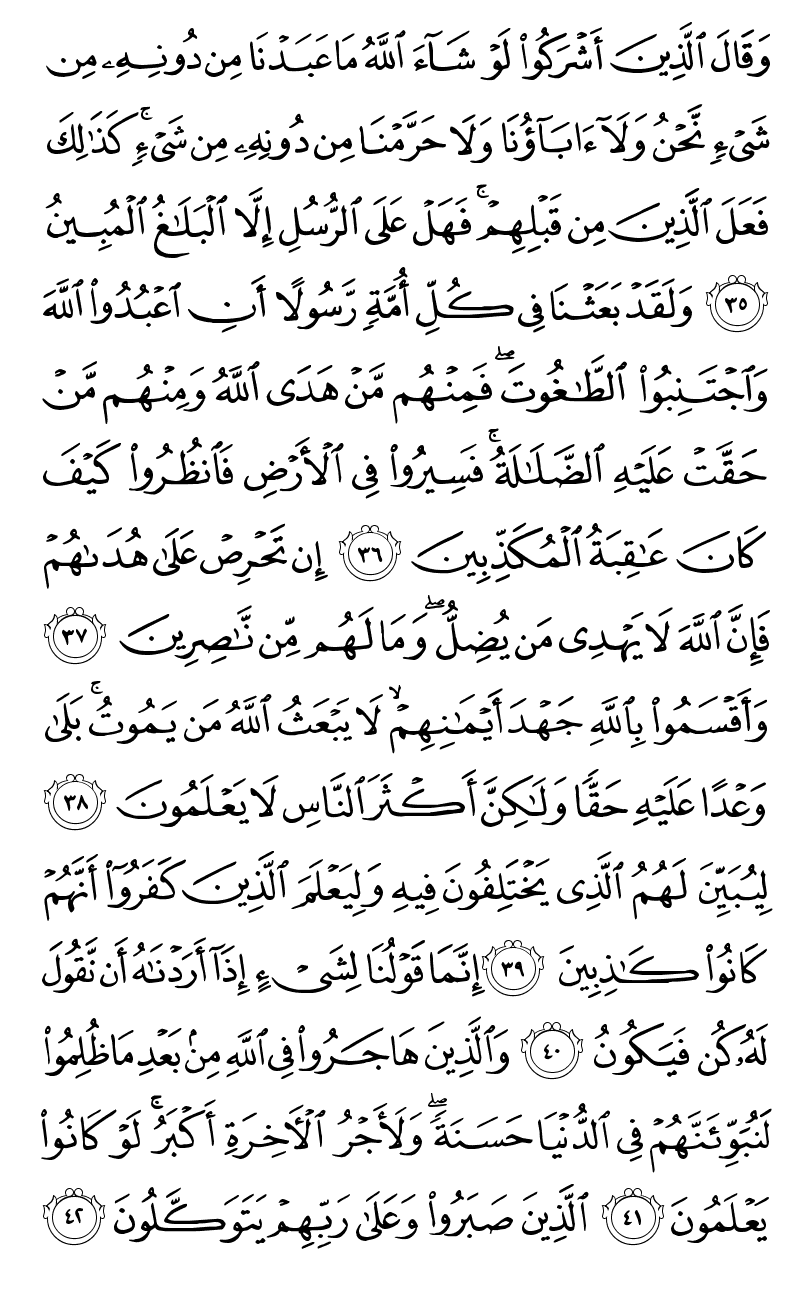 وَقَالَ ٱلَّذِينَ أَشْرَكُوا۟ لَوْ شَآءَ ٱللَّهُ مَا عَبَدْنَا مِن دُونِهِۦ مِن
شَىْءٍ نَّحْنُ وَلَآ ءَابَآؤُنَا وَلَا حَرَّمْنَا مِن دُونِهِۦ مِن شَىْءٍ ۚ كَذَٰلِكَ
فَعَلَ ٱلَّذِينَ مِن قَبْلِهِمْ ۚ فَهَلْ عَلَى ٱلرُّسُلِ إِلَّا ٱلْبَلَٰغُ ٱلْمُبِينُ
٣٥ وَلَقَدْ بَعَثْنَا فِى كُلِّ أُمَّةٍ رَّسُولًا أَنِ ٱعْبُدُوا۟ ٱللَّهَ
وَٱجْتَنِبُوا۟ ٱلطَّٰغُوتَ ۖ فَمِنْهُم مَّنْ هَدَى ٱللَّهُ وَمِنْهُم مَّنْ
حَقَّتْ عَلَيْهِ ٱلضَّلَٰلَةُ ۚ فَسِيرُوا۟ فِى ٱلْأَرْضِ فَٱنظُرُوا۟ كَيْفَ
كَانَ عَٰقِبَةُ ٱلْمُكَذِّبِينَ ٣٦ إِن تَحْرِصْ عَلَىٰ هُدَىٰهُمْ
فَإِنَّ ٱللَّهَ لَا يَهْدِى مَن يُضِلُّ ۖ وَمَا لَهُم مِّن نَّٰصِرِينَ ٣٧
وَأَقْسَمُوا۟ بِٱللَّهِ جَهْدَ أَيْمَٰنِهِمْ ۙ لَا يَبْعَثُ ٱللَّهُ مَن يَمُوتُ ۚ بَلَىٰ
وَعْدًا عَلَيْهِ حَقًّا وَلَٰكِنَّ أَكْثَرَ ٱلنَّاسِ لَا يَعْلَمُونَ ٣٨
لِيُبَيِّنَ لَهُمُ ٱلَّذِى يَخْتَلِفُونَ فِيهِ وَلِيَعْلَمَ ٱلَّذِينَ كَفَرُوٓا۟ أَنَّهُمْ
كَانُوا۟ كَٰذِبِينَ ٣٩ إِنَّمَا قَوْلُنَا لِشَىْءٍ إِذَآ أَرَدْنَٰهُ أَن نَّقُولَ
لَهُۥ كُن فَيَكُونُ ٤٠ وَٱلَّذِينَ هَاجَرُوا۟ فِى ٱللَّهِ مِنۢ بَعْدِ مَا ظُلِمُوا۟
لَنُبَوِّئَنَّهُمْ فِى ٱلدُّنْيَا حَسَنَةً ۖ وَلَأَجْرُ ٱلْءَاخِرَةِ أَكْبَرُ ۚ لَوْ كَانُوا۟
يَعْلَمُونَ ٤١ ٱلَّذِينَ صَبَرُوا۟ وَعَلَىٰ رَبِّهِمْ يَتَوَكَّلُونَ ٤٢